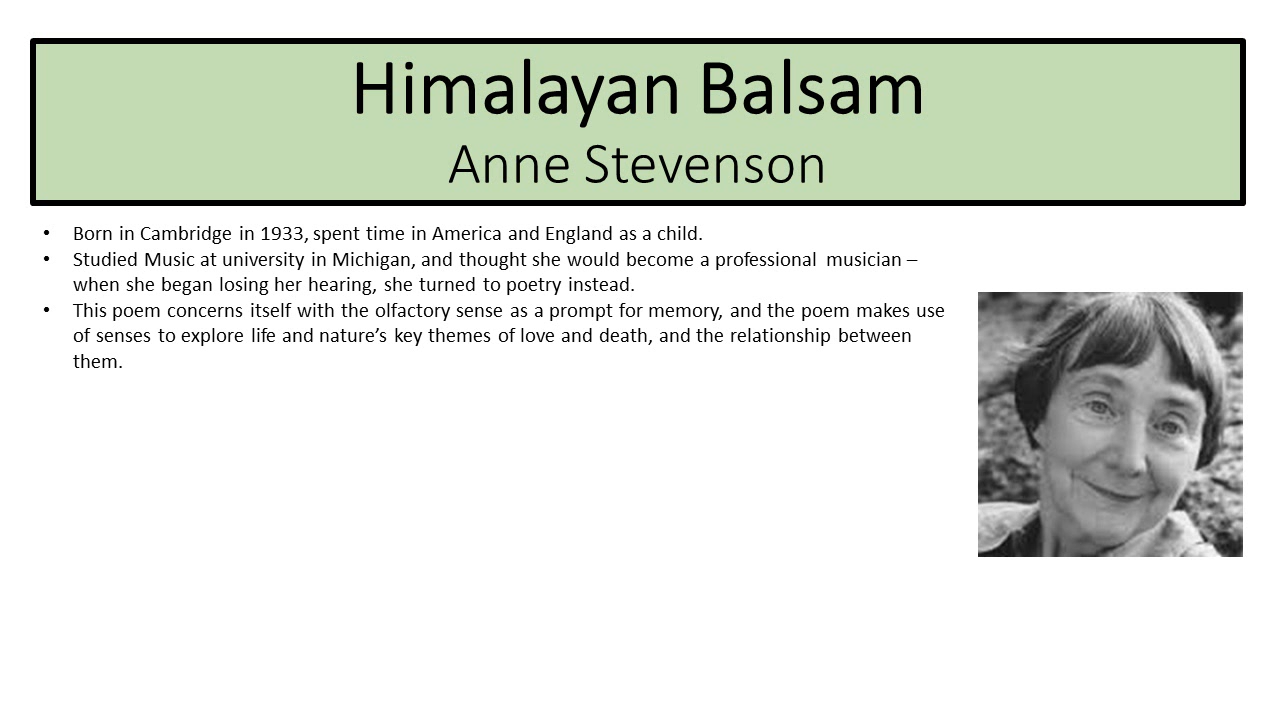 Himalayan Balsam
Anne Stevenson
• Born in Cambridge in 1933, spent time in America and England as a child.
• Studied Music at university in Michigan, and thought she would become a professional musician –
when she began losing her hearing, she turned to poetry instead.
• This poem concerns itself with the olfactory sense as a prompt for memory, and the poem makes use
of senses to explore life and nature’s key themes of love and death, and the relationship between
them.